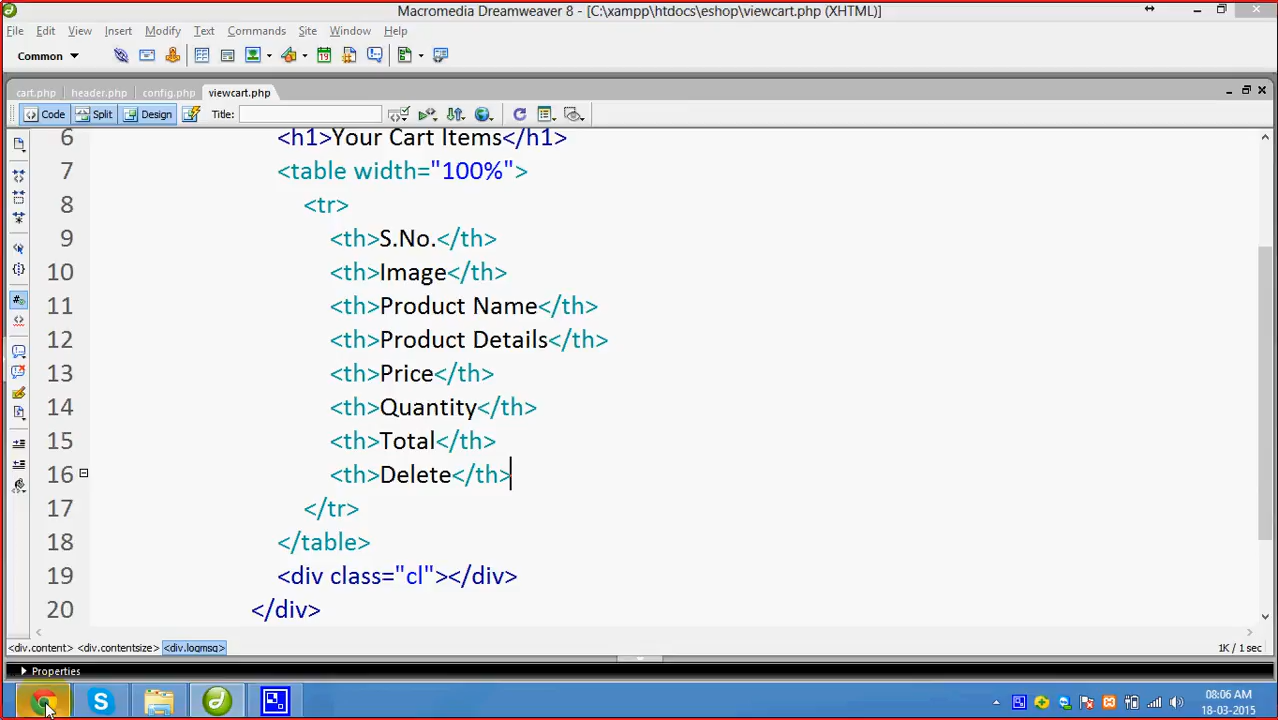 Macromedia Dreamweaver 8 - [C:\xampp\htdocs\eshop\viewcart.php (XHTML)]
File Edit View Insert Modify Text Commands Site Window Help
Common
cart.php header.php config.php viewcart.php
Code Split Design Title:
6 <h1>Your Cart Items</h1>
7 <table width="100%">
8 <tr>
9 <th>S.No.</th>
10 <th>Image</th>
11 <th>Product Name</th>
12 <th>Product Details</th>
13 <th>Price</th>
14 <th>Quantity</th>
15 <th>Total</th>
16 <th>Delete</th>
17 </tr>
18 </table>
19 <div class="cl"></div>
20 </div>
<div.content> <div.contentsize> <div.logmsg> 1K / 1 sec
Properties
08:06 AM
18-03-2015